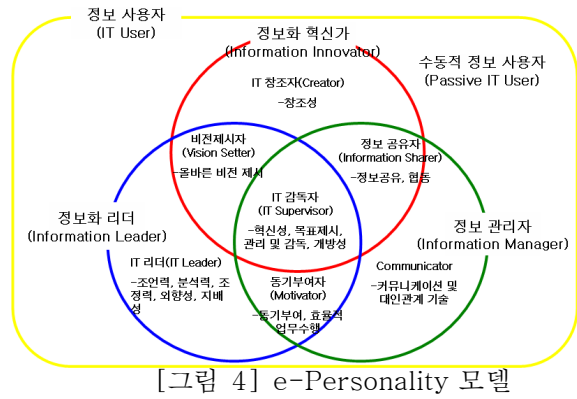 정보 사용자
(IT User)
정보화 혁신가
(Information Innovator)
수동적 정보 사용자
(Passive IT User)
IT 창조자(Creator)
-창조성
비전제시자
(Vision Setter)
-올바른 비전 제시
정보 공유자
(Information Sharer)
-정보공유, 협동
IT 감독자
(IT Supervisor)
-혁신성, 목표제시,
관리 및 감독, 개방성
정보화 리더
(Information Leader)
정보 관리자
(Information Manager)
IT 리더(IT Leader)
-조언력, 분석력, 조
정력, 외향성, 지배
성
Communicator
-커뮤니케이션 및
대인관계 기술
동기부여자
(Motivator)
-동기부여, 효율적
업무수행
[그림 4] e-Personality 모델